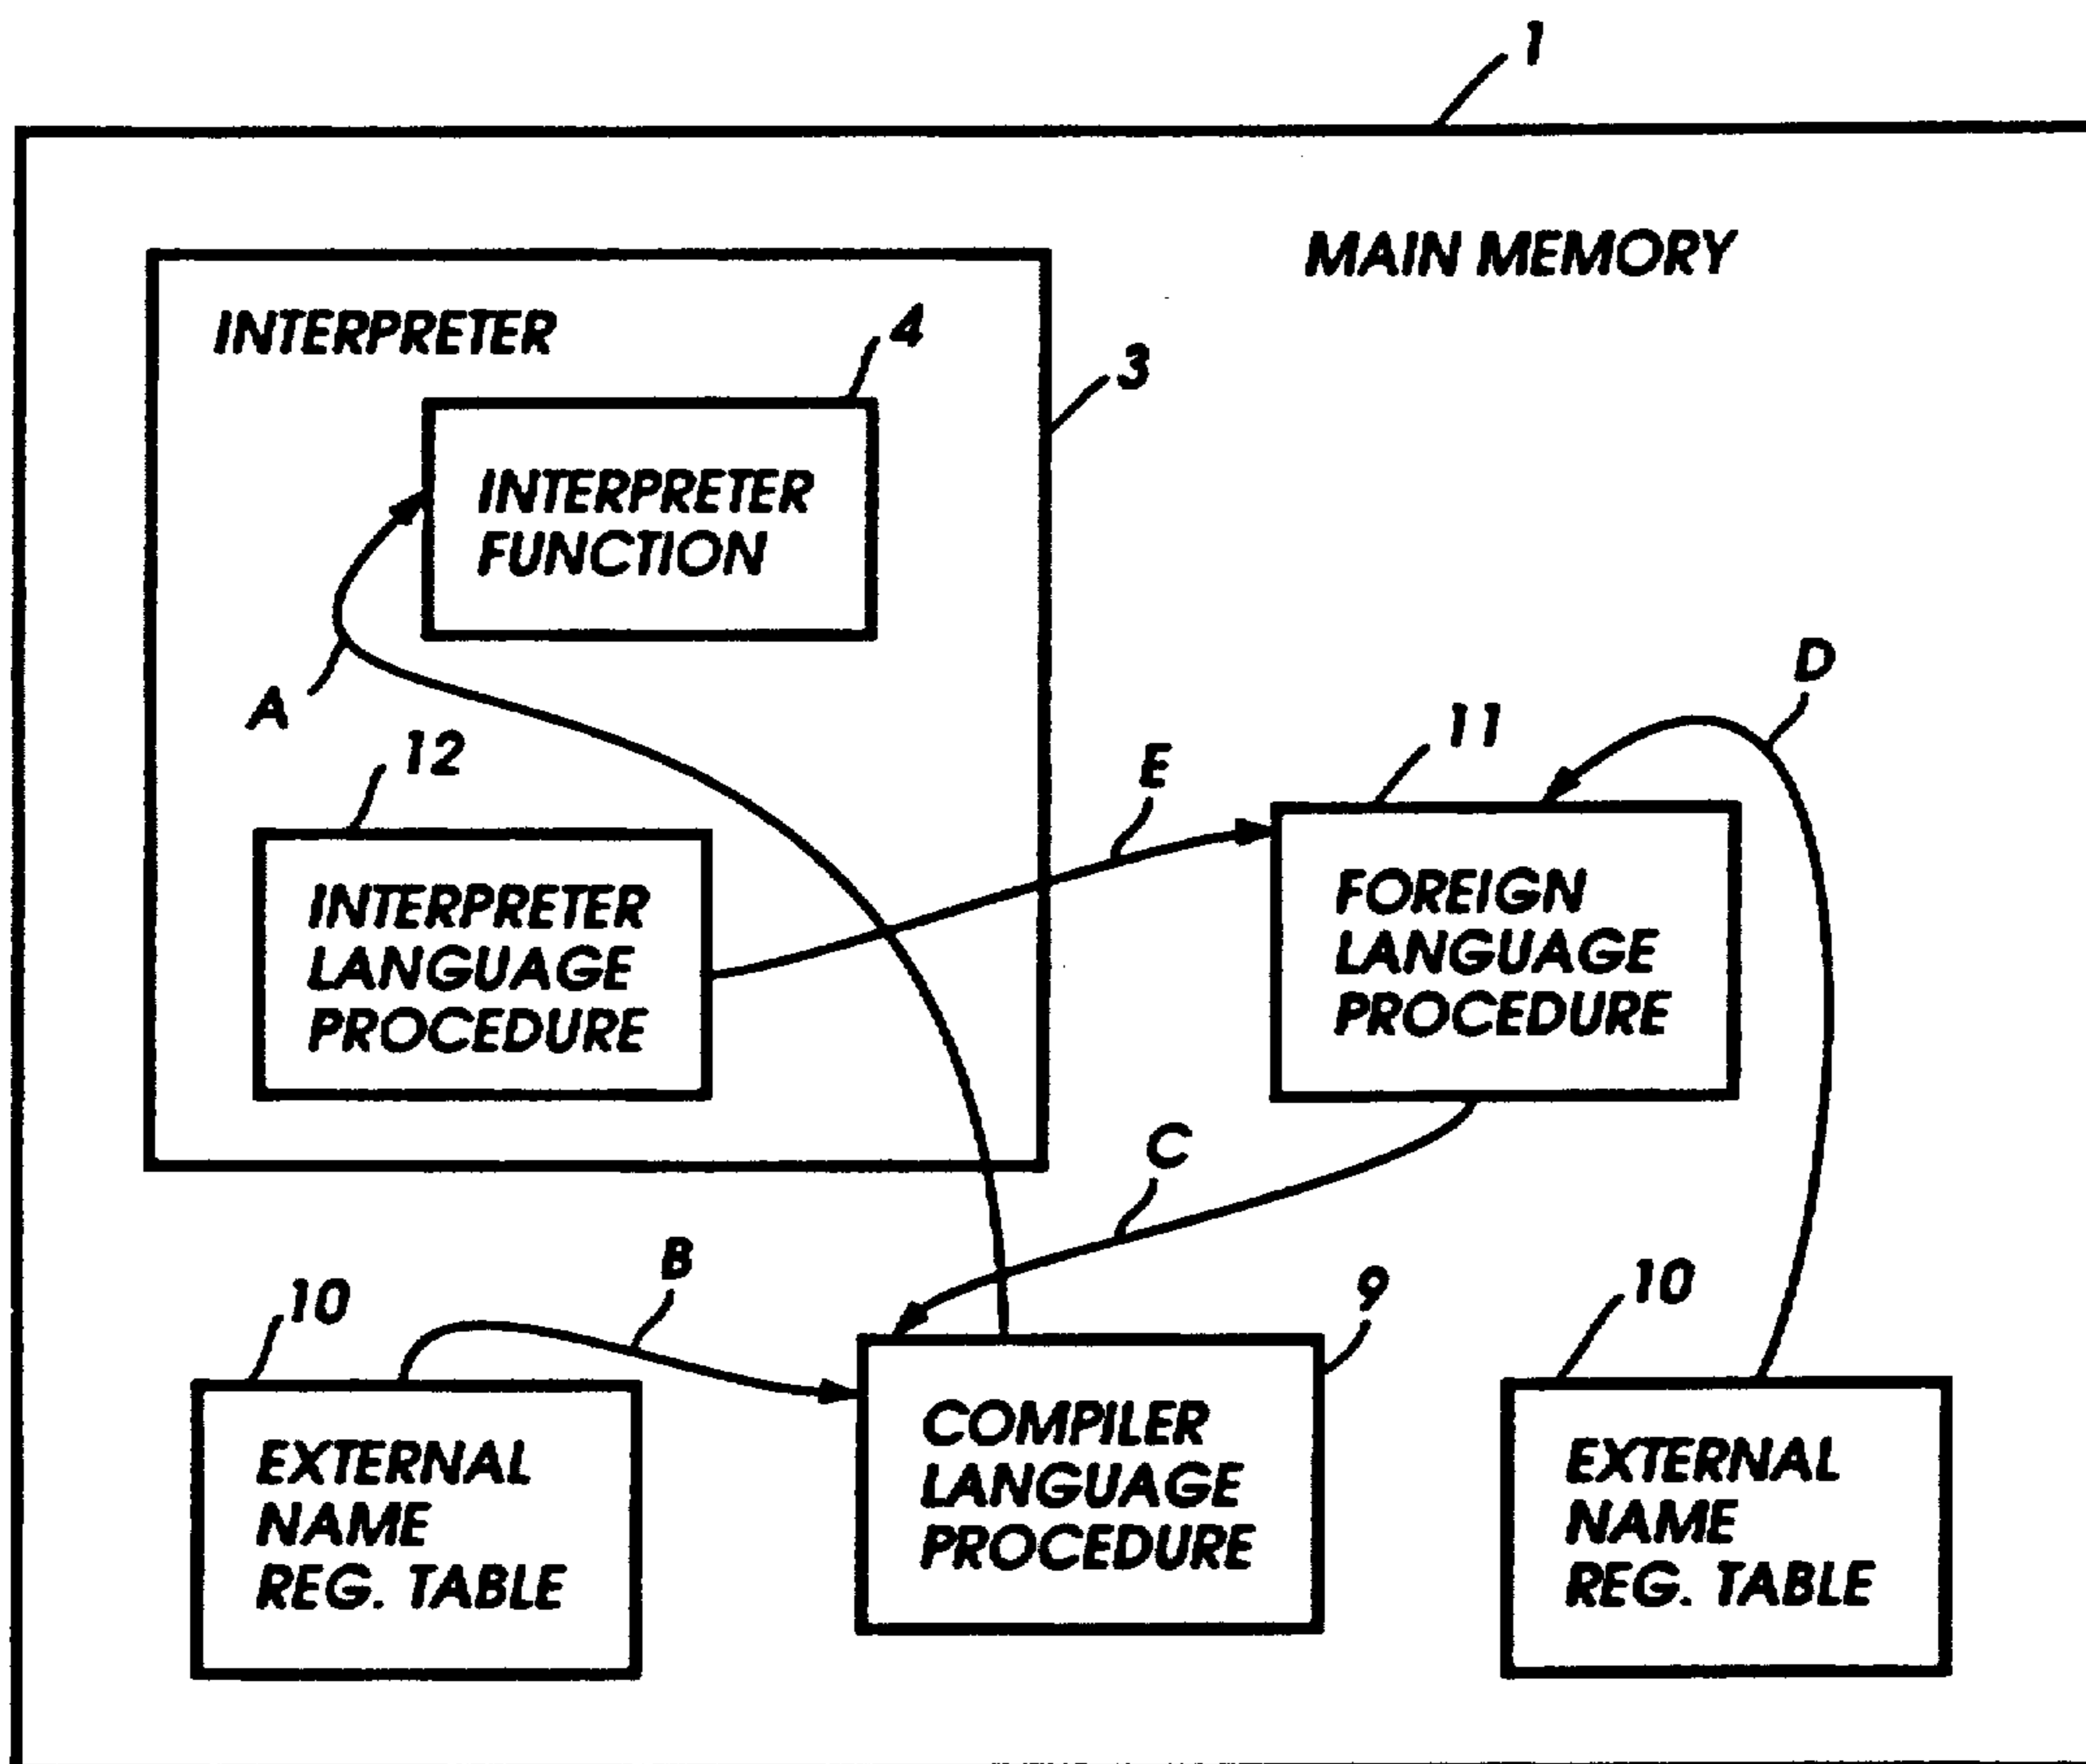 1
MAIN MEMORY
INTERPRETER
4
3
INTERPRETER
FUNCTION
A
D
12
E
11
INTERPRETER
LANGUAGE
PROCEDURE
FOREIGN
LANGUAGE
PROCEDURE
C
B
10
9
10
COMPILER
LANGUAGE
PROCEDURE
EXTERNAL
NAME
REG. TABLE
EXTERNAL
NAME
REG. TABLE